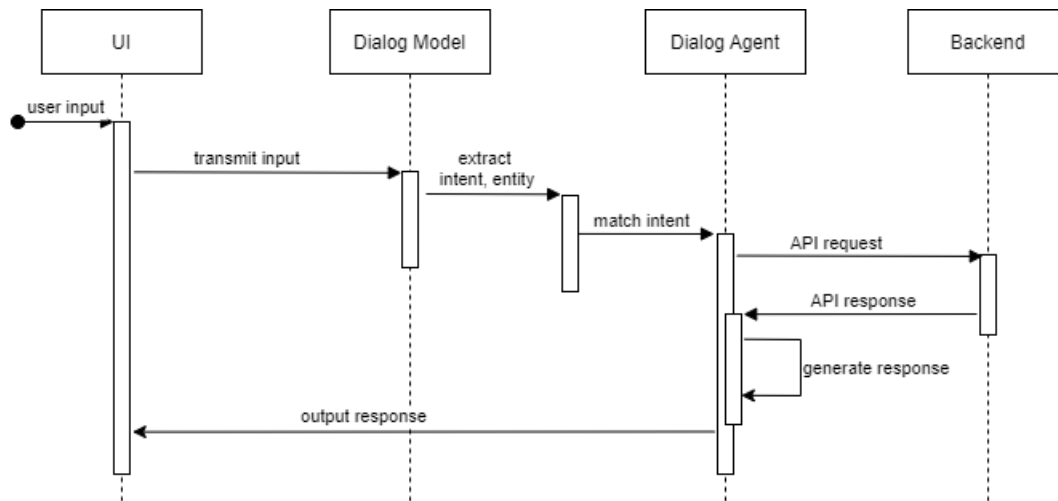 UI
Dialog Model
Dialog Agent
Backend
user input
transmit input
extract
intent, entity
match intent
API request
API response
generate response
output response